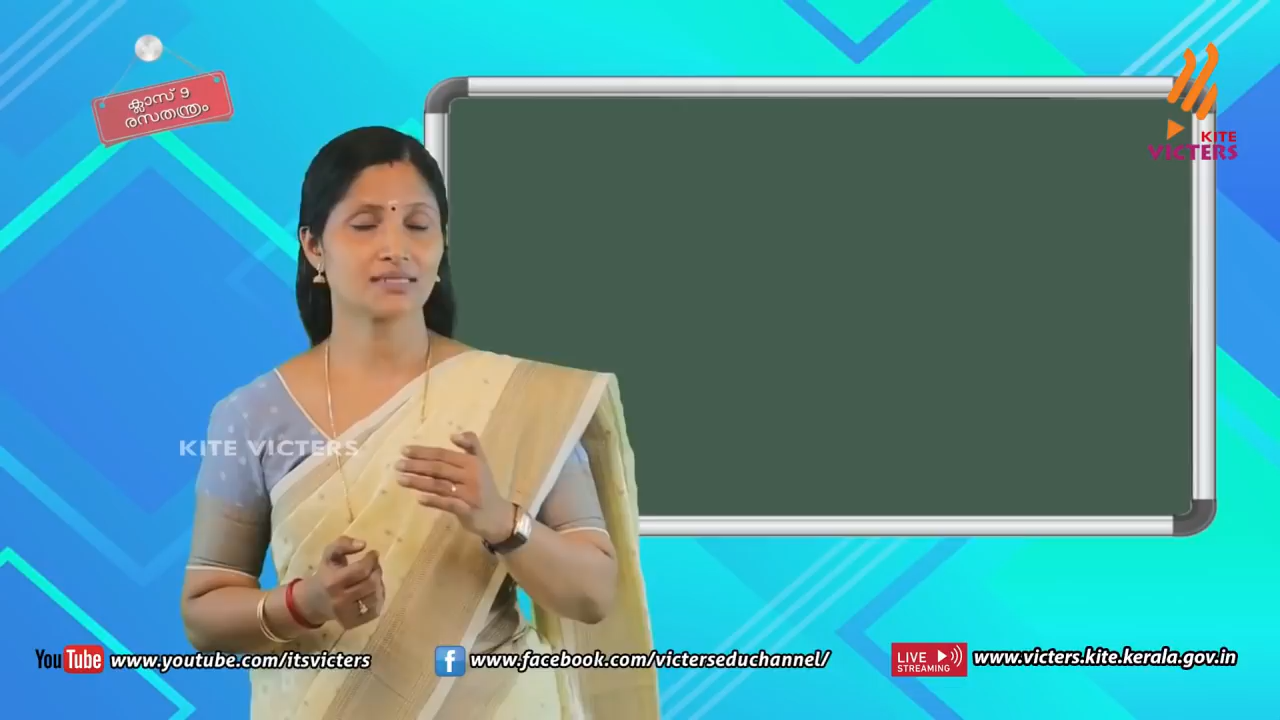 ക്ലാസ് 9
രസതന്ത്രം
KITE
VICTERS
KITE VICTERS
YouTube www.youtube.com/itsvicters
f www.facebook.com/victerseduchannel/
LIVE
STREAMING
www.victers.kite.kerala.gov.in